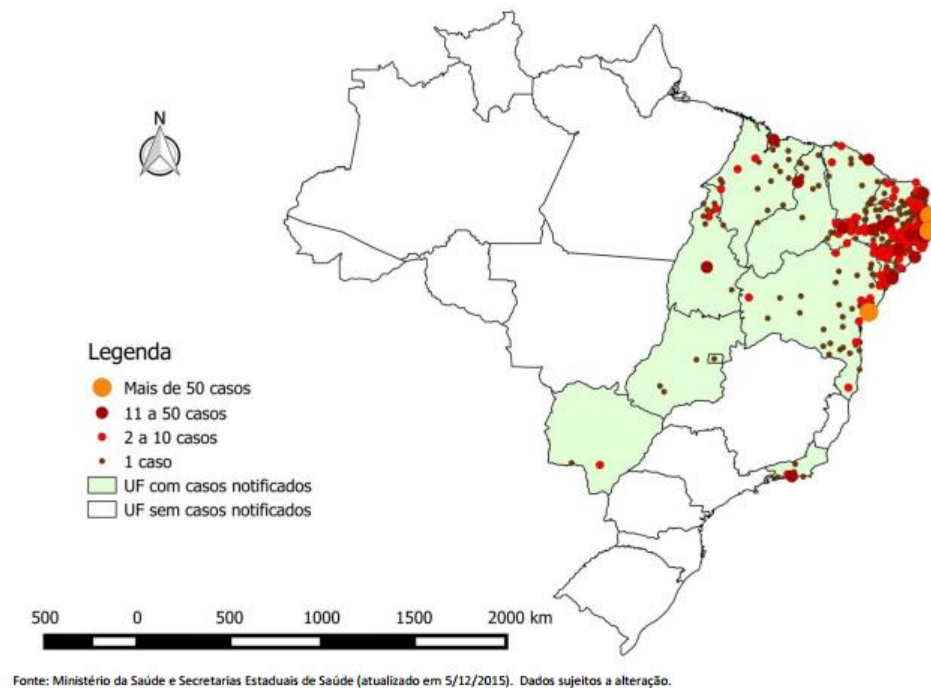 N
Legenda
Mais de 50 casos
11 a 50 casos
2 a 10 casos
1 caso
UF com casos notificados
UF sem casos notificados
500 0 500 1000 1500 2000 km
Fonte: Ministério da Saúde e Secretarias Estaduais de Saúde (atualizado em 5/12/2015). Dados sujeitos a alteração.